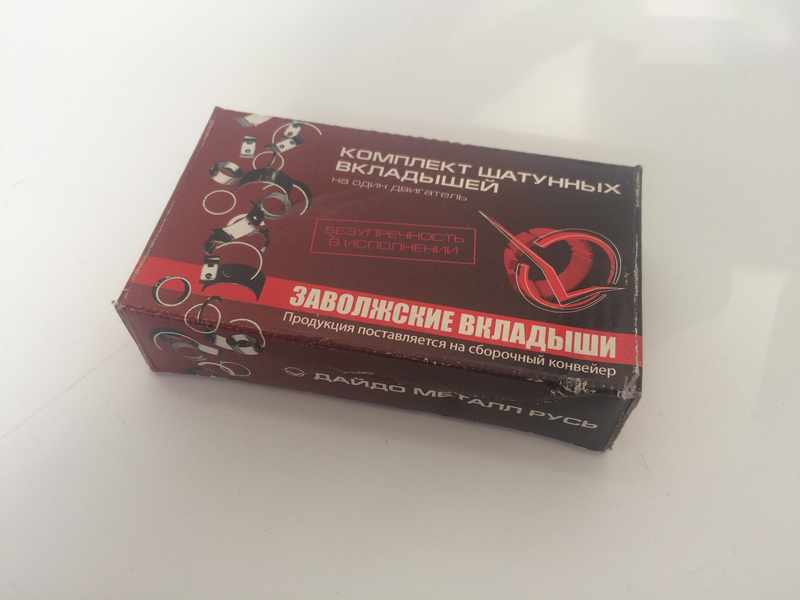 КОМПЛЕКТ ШАТУННЫХ
ВКЛАДЫШЕЙ
на один двигатель
БЕЗУПРЕЧНОСТЬ
В ИСПОЛНЕНИИ
ЗАВОЛЖСКИЕ ВКЛАДЫШИ
Продукция поставляется на сборочный конвейер
ДАЙДО МЕТАЛЛ РУСЬ